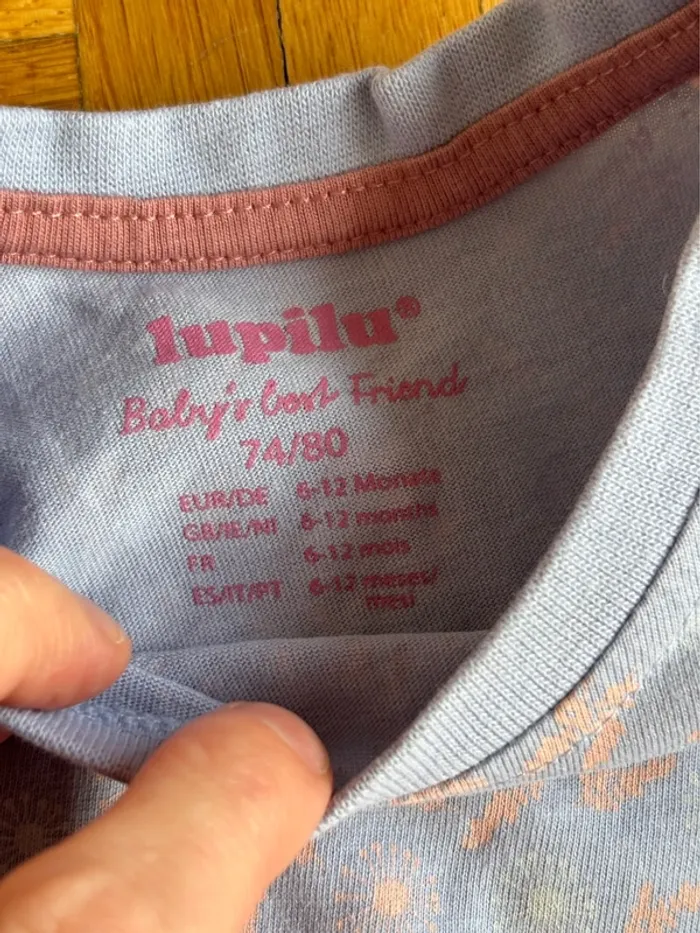 lupilu®
Baby's best Friend
74/80
EUR/DE 6-12 Monate
GB/IE/NI 6-12 months
FR 6-12 mois
ES/IT/PT 6-12 meses/
mesi